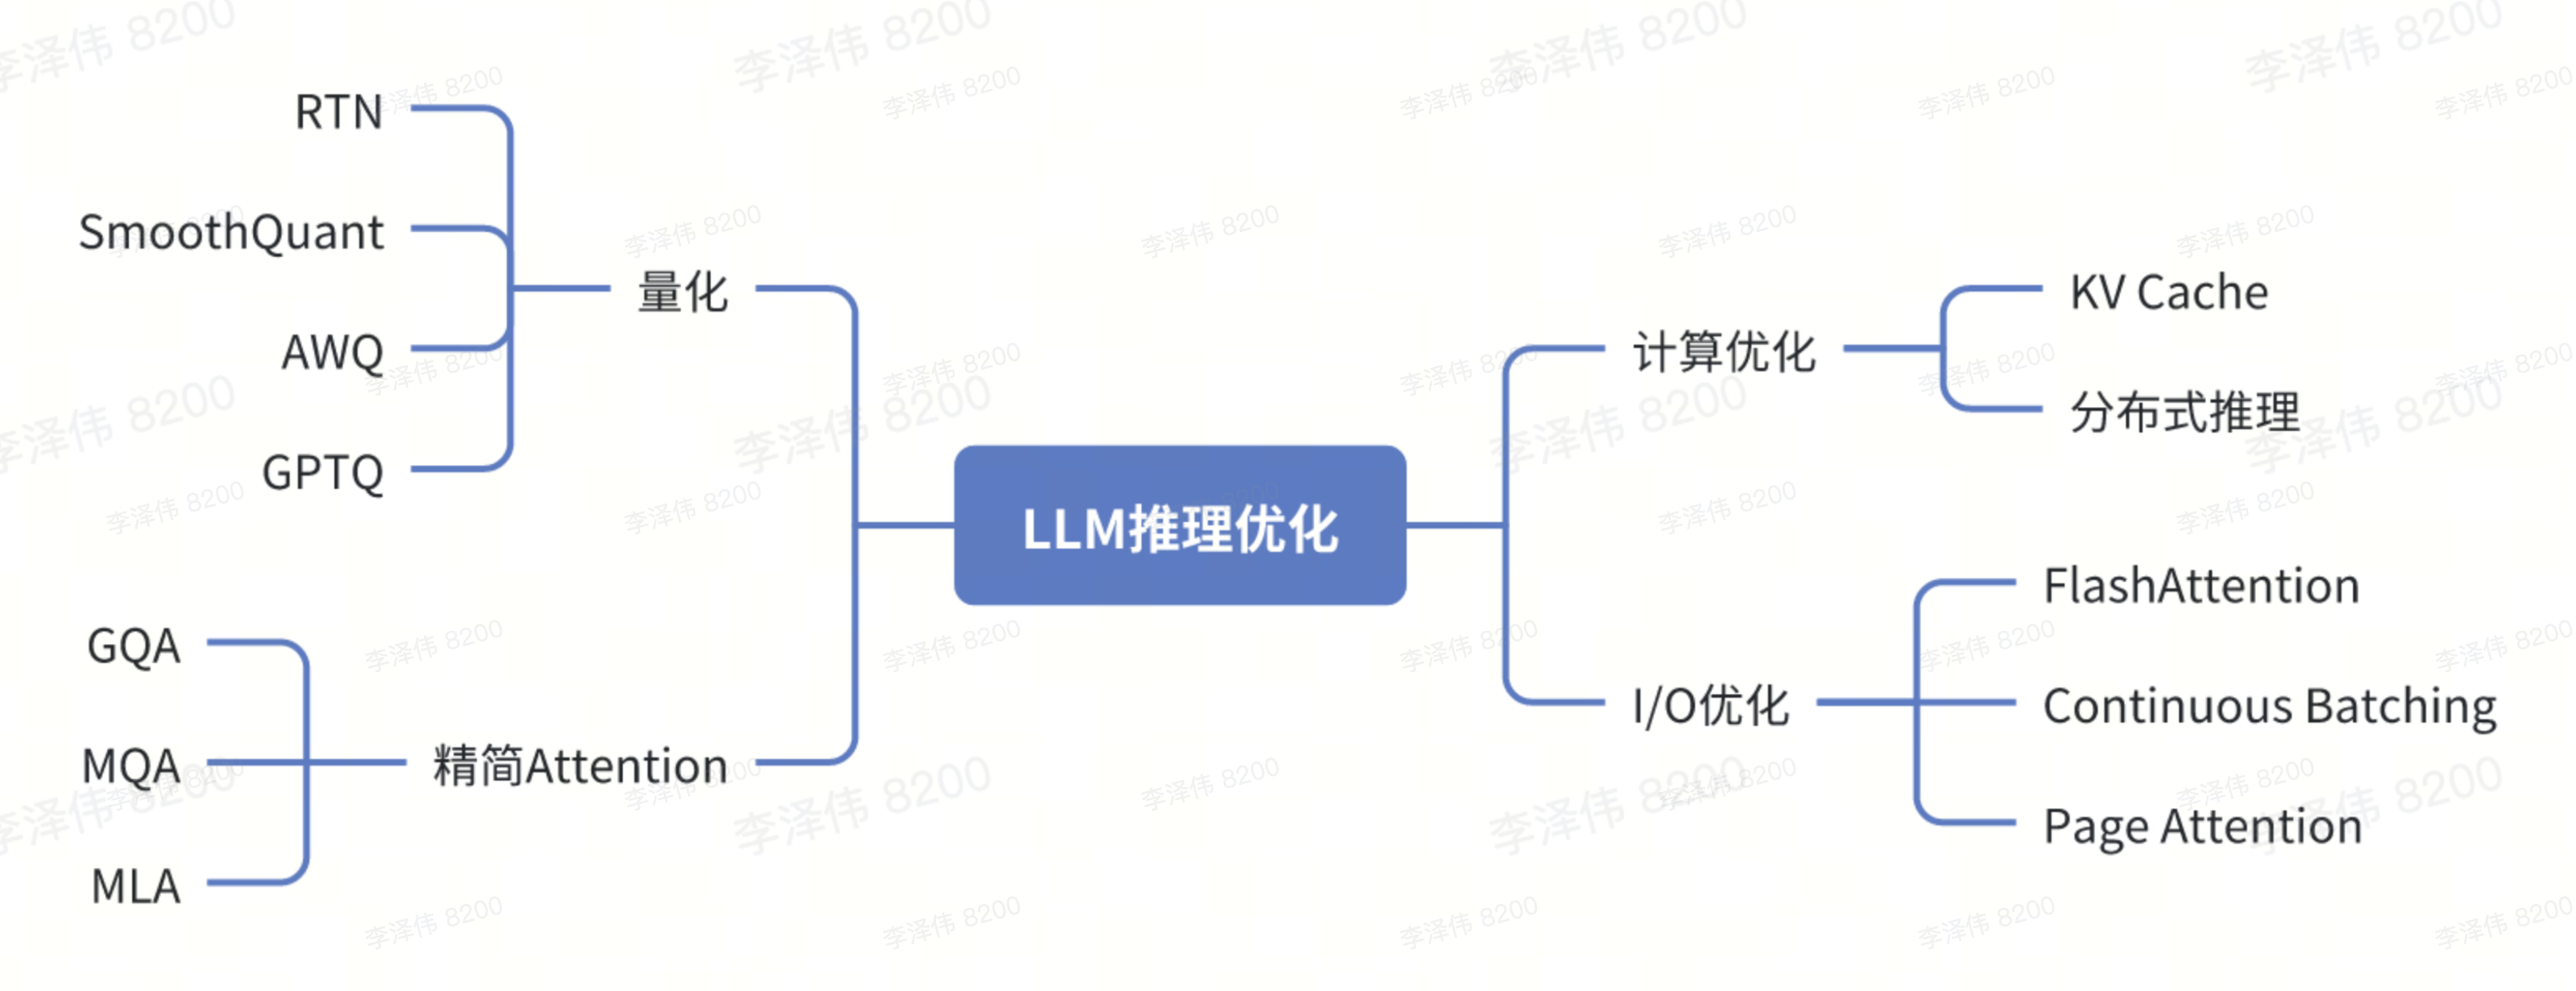 RTN
SmoothQuant
AWQ
GPTQ
量化
GQA
MQA
MLA
精简Attention
LLM推理优化
计算优化
KV Cache
分布式推理
I/O优化
FlashAttention
Continuous Batching
Page Attention
李泽伟 8200